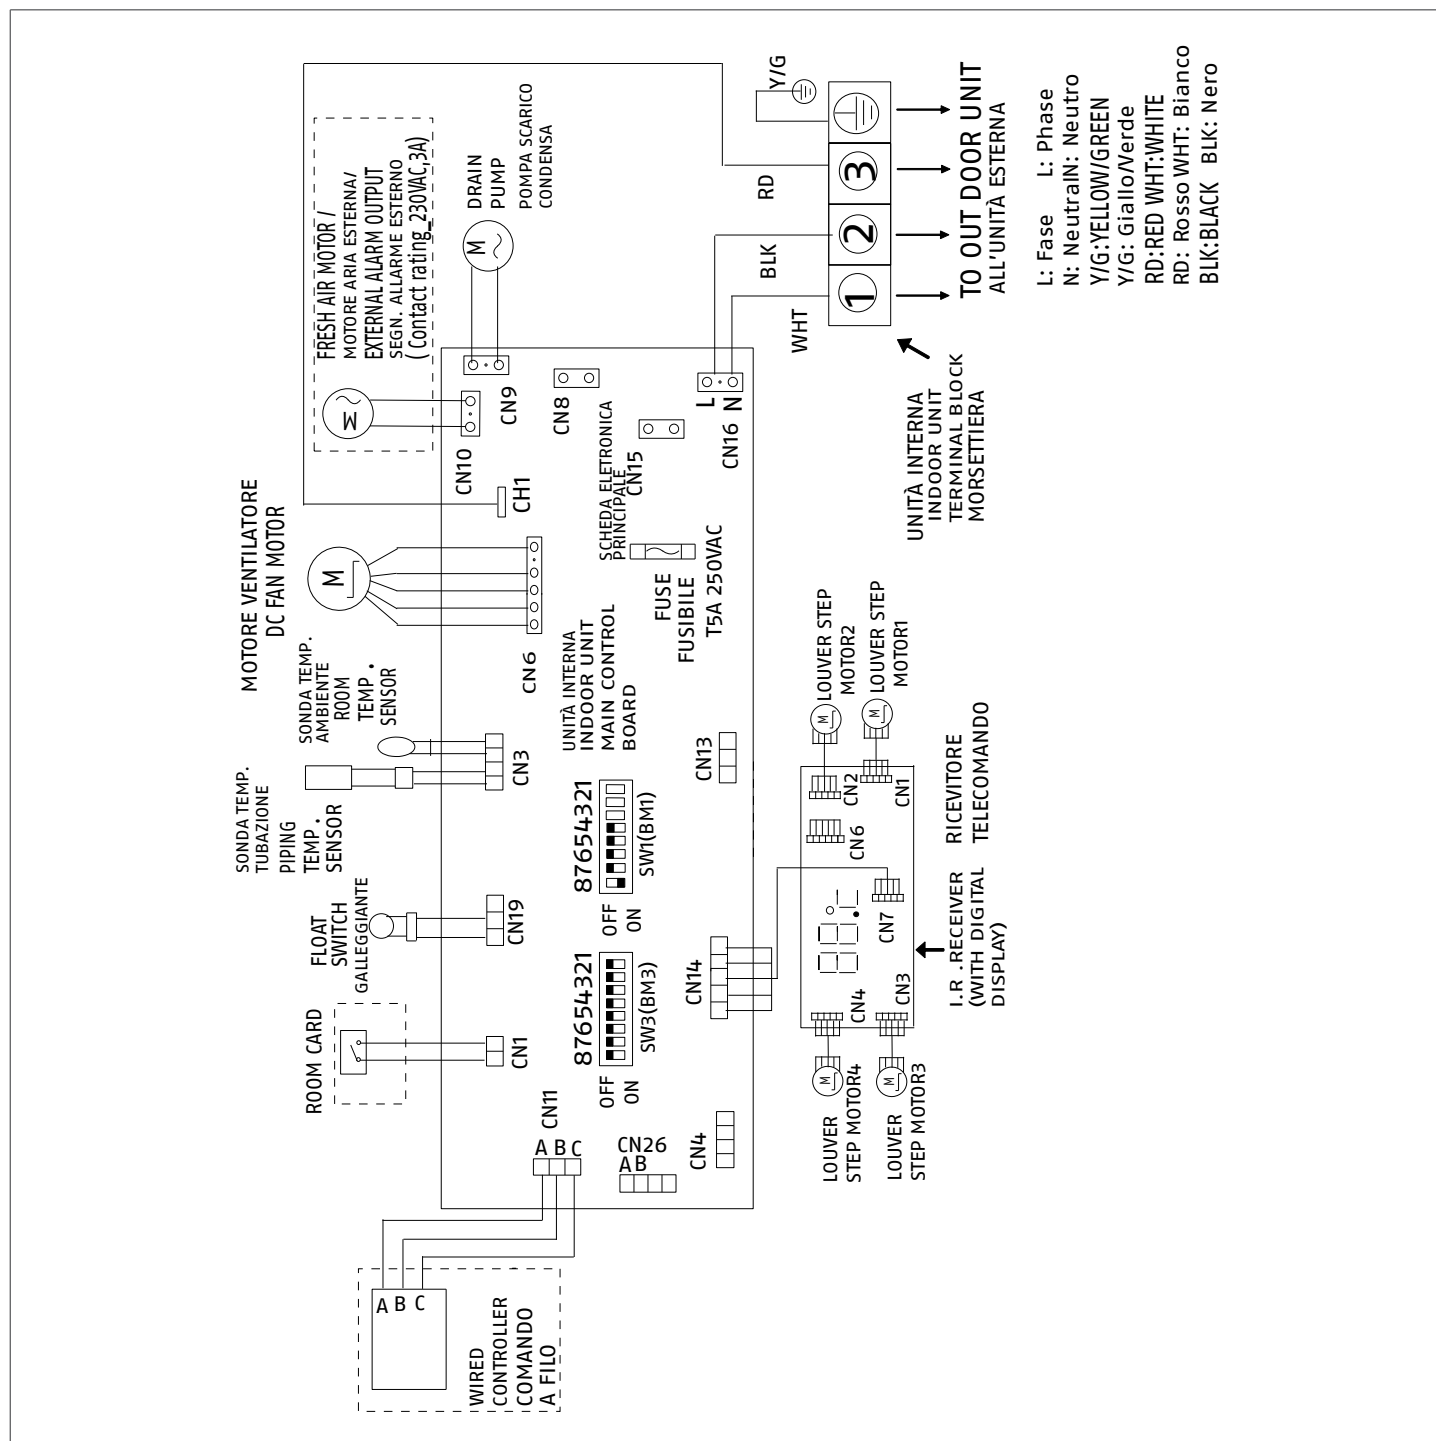 ROOM CARD
FLOAT
SWITCH
GALLEGGIANTE
SONDA TEMP.
TUBAZIONE
PIPING
TEMP.
SENSOR
SONDA TEMP.
AMBIENTE
ROOM
TEMP.
SENSOR
MOTORE VENTILATORE
DC FAN MOTOR
M
FRESH AIR MOTOR /
MOTORE ARIA ESTERNA/
EXTERNAL ALARM OUTPUT
SEGN. ALLARME ESTERNO
(Contact rating_230VAC,3A)
M
DRAIN
PUMP
POMPA SCARICO
CONDENSA
M
WIRED
CONTROLLER
COMANDO
A FILO
A B C
A B C
CN11
CN1
CN19
CN3
CN6
CH1
CN10
CN9
CN8
CN15
CN16
L N
CN26
A B
CN4
CN14
CN13
87654321
OFF
ON
SW3(BM3)
87654321
OFF
ON
SW1(BM1)
UNITÀ INTERNA
INDOOR UNIT
MAIN CONTROL
BOARD
SCHEDA ELETRONICA
PRINCIPALE
FUSE
FUSIBILE
T5A 250VAC
WHT
BLK
RD
Y/G
1
2
3
TO OUT DOOR UNIT
ALL'UNITÀ ESTERNA
UNITÀ INTERNA
INDOOR UNIT
TERMINAL BLOCK
MORSETTIERA
L: Fase L: Phase
N: NeutralN: Neutro
Y/G:YELLOW/GREEN
Y/G: Giallo/Verde
RD:RED WHT:WHITE
RD: Rosso WHT: Bianco
BLK:BLACK BLK: Nero
LOUVER
STEP MOTOR4
M
LOUVER
STEP MOTOR3
M
CN4
CN3
CN7
CN6
CN2
CN1
M
LOUVER STEP
MOTOR2
M
LOUVER STEP
MOTOR1
I.R .RECEIVER
(WITH DIGITAL
DISPLAY)
RICEVITORE
TELECOMANDO